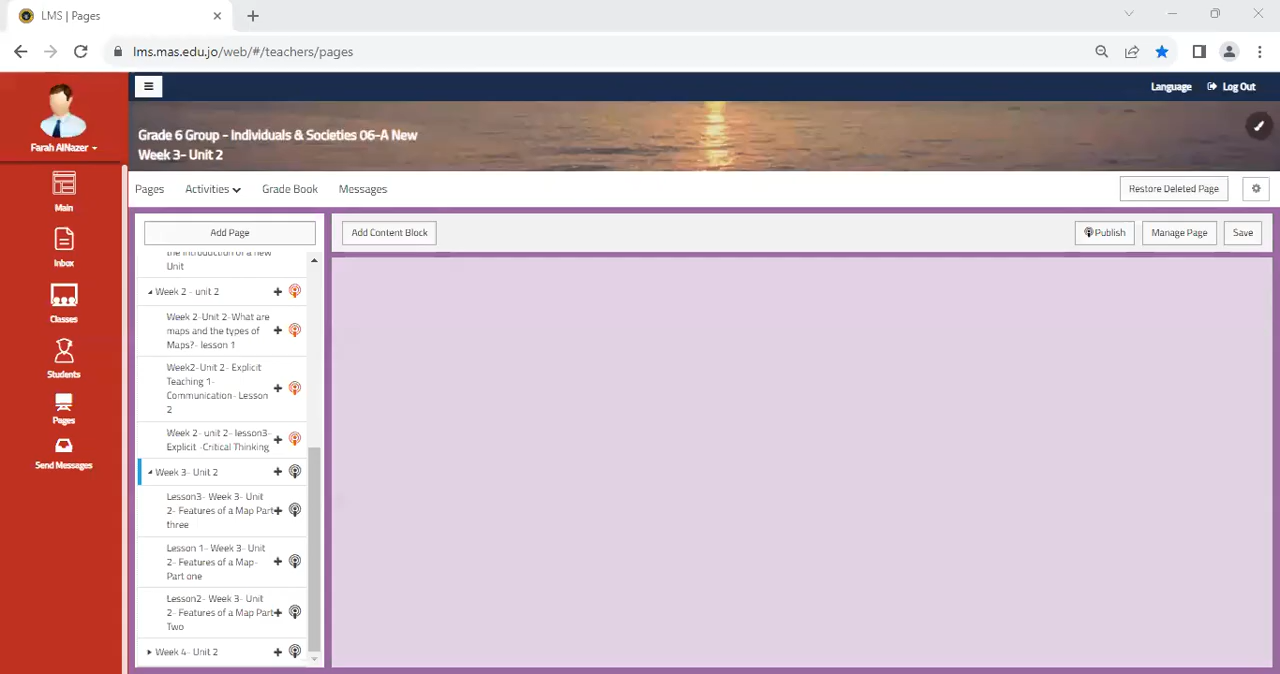 LMS | Pages
lms.mas.edu.jo/web/#/teachers/pages
Language
Log Out
Grade 6 Group - Individuals & Societies 06-A New
Week 3- Unit 2
Farah AlNazer
Pages
Activities
Grade Book
Messages
Restore Deleted Page
Main
Inbox
Classes
Students
Pages
Send Messages
Add Page
Add Content Block
Publish
Manage Page
Save
the introduction of a new
Unit
Week 2 - unit 2
Week 2-Unit 2-What are
maps and the types of
Maps?- lesson 1
Week2-Unit 2- Explicit
Teaching 1-
Communication- Lesson
2
Week 2- unit 2- lesson3-
Explicit -Critical Thinking
Week 3- Unit 2
Lesson3- Week 3- Unit
2- Features of a Map Part
three
Lesson 1- Week 3- Unit
2- Features of a Map-
Part one
Lesson2- Week 3- Unit
2- Features of a Map Part
Two
Week 4- Unit 2